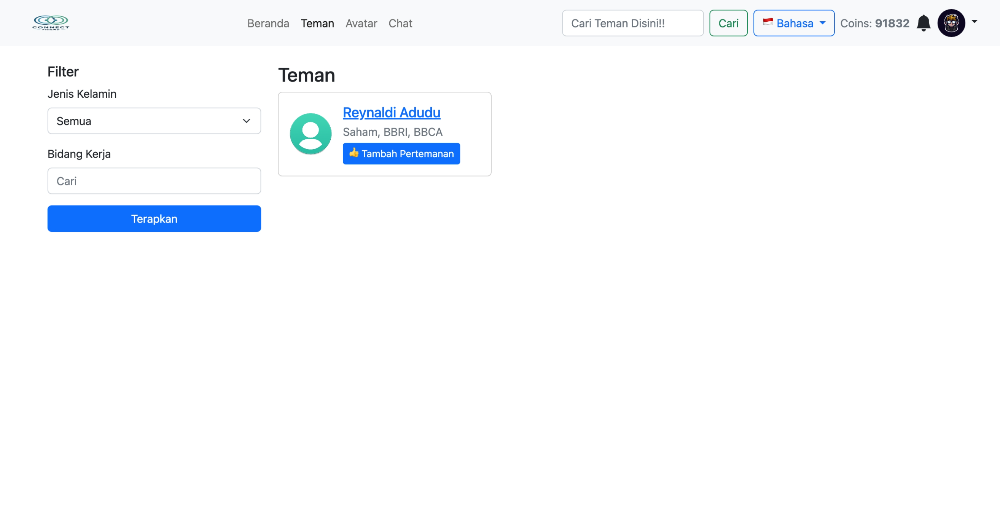 CONNECT
FRIEND
Beranda Teman Avatar Chat
Cari Teman Disini!! Cari Bahasa Coins: 91832
Filter
Jenis Kelamin
Semua
Bidang Kerja
Cari
Terapkan
Teman
Reynaldi Adudu
Saham, BBRI, BBCA
👍 Tambah Pertemanan